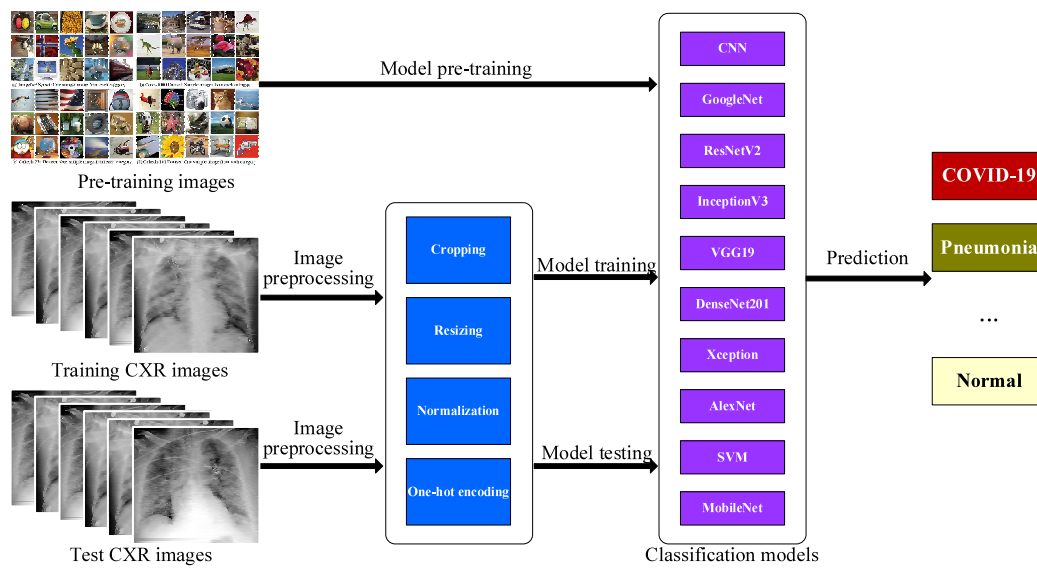 Model pre-training
Pre-training images
Image
preprocessing
Training CXR images
Image
preprocessing
Test CXR images
Cropping
Resizing
Normalization
One-hot encoding
Model training
Model testing
CNN
GoogleNet
ResNetV2
InceptionV3
VGG19
DenseNet201
Xception
AlexNet
SVM
MobileNet
Classification models
Prediction
COVID-19
Pneumonia
...
Normal